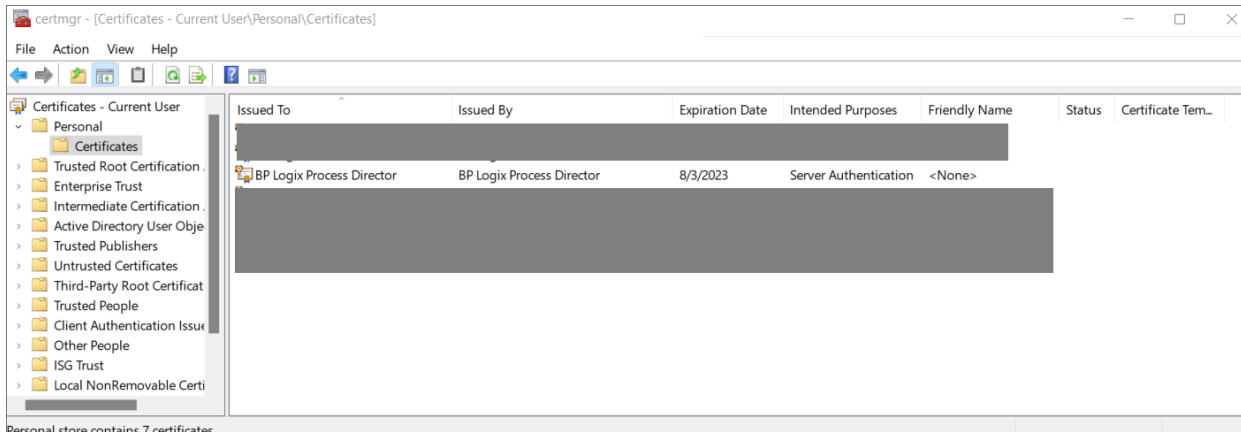 certmgr - [Certificates - Current User\Personal\Certificates]
File Action View Help
Certificates - Current User
Personal
Certificates
Trusted Root Certification .
Enterprise Trust
Intermediate Certification .
Active Directory User Obje
Trusted Publishers
Untrusted Certificates
Third-Party Root Certificat
Trusted People
Client Authentication Issue
Other People
ISG Trust
Local NonRemovable Certi
Issued To Issued By Expiration Date Intended Purposes Friendly Name Status Certificate Tem...
BP Logix Process Director BP Logix Process Director 8/3/2023 Server Authentication <None>
Personal store contains 7 certificates